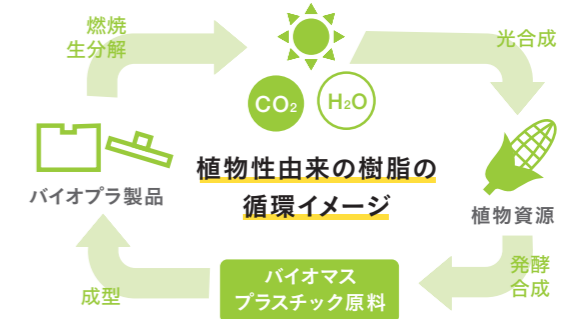 燃焼
生分解
光合成
CO₂
H₂O
植物性由来の樹脂の
循環イメージ
バイオプラ製品
植物資源
成型
バイオマス
プラスチック原料
発酵
合成